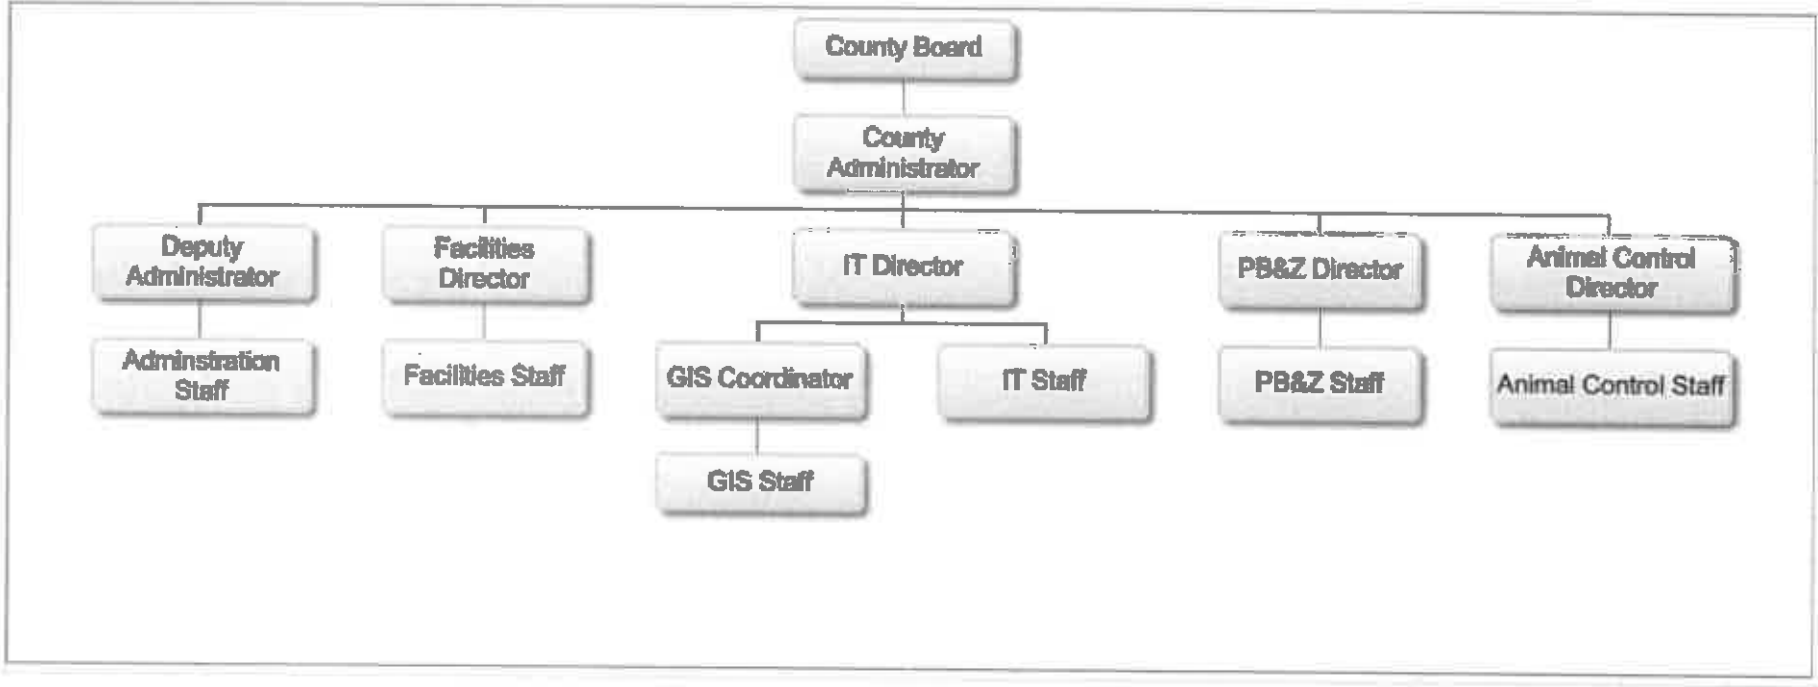 County Board
County
Administrator
Deputy
Administrator
Facilities
Director
IT Director
PB&Z Director
Animal Control
Director
Adminstration
Staff
Facilities Staff
GIS Coordinator
IT Staff
PB&Z Staff
Animal Control Staff
GIS Staff